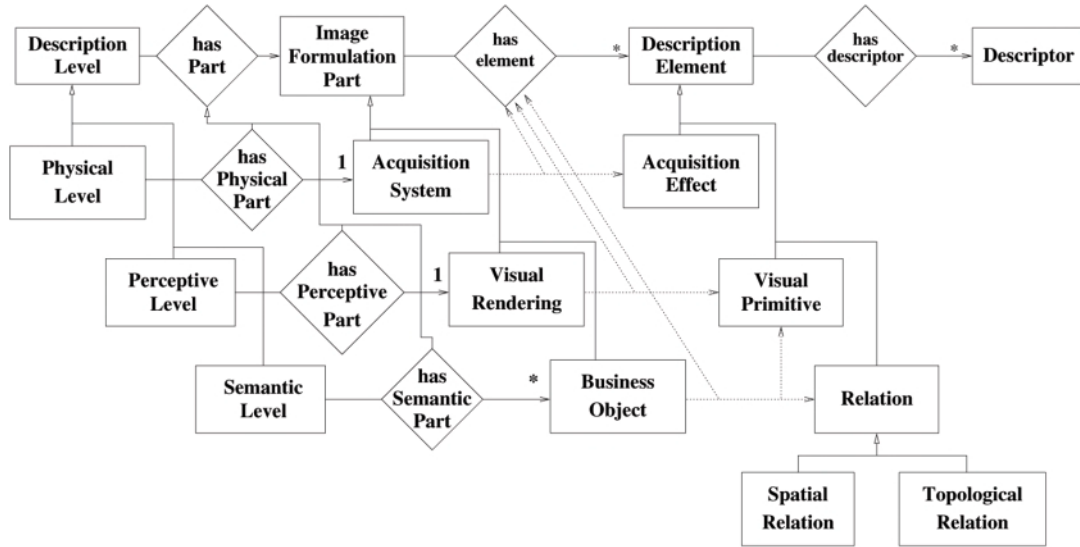 Description
Level
has
Part
Image
Formulation
Part
has
element
*
Description
Element
has
descriptor
*
Descriptor
Physical
Level
has
Physical
Part
1
Acquisition
System
Acquisition
Effect
Perceptive
Level
has
Perceptive
Part
1
Visual
Rendering
Visual
Primitive
Semantic
Level
has
Semantic
Part
*
Business
Object
Relation
Spatial
Relation
Topological
Relation